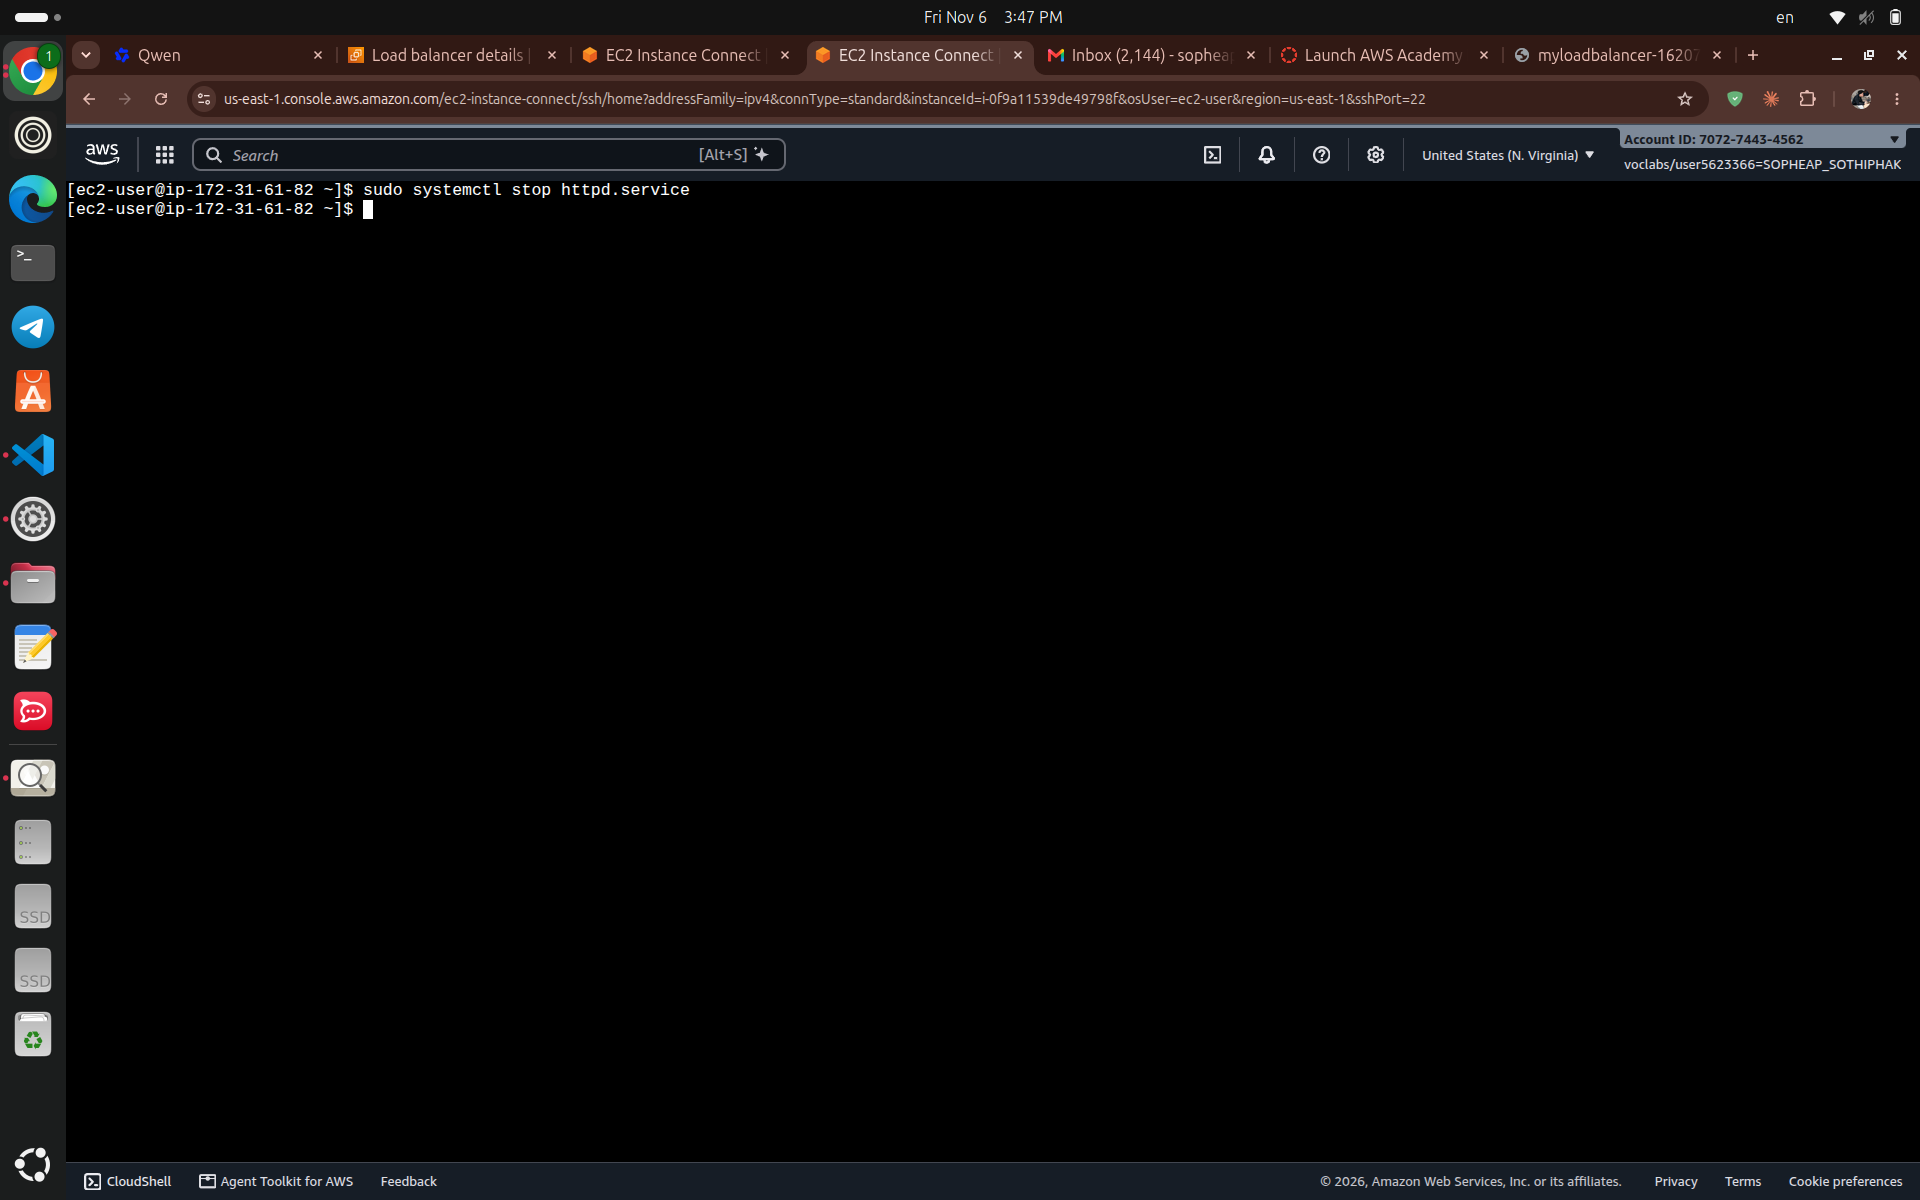 Fri Nov 6 3:47 PM
en
1
Qwen
Load balancer details
EC2 Instance Connect
EC2 Instance Connect
Inbox (2,144) - sophea
Launch AWS Academy
myloadbalancer-16207
us-east-1.console.aws.amazon.com/ec2-instance-connect/ssh/home?addressFamily=ipv4&connType=standard&instanceId=i-0f9a11539de49798f&osUser=ec2-user&region=us-east-1&sshPort=22
aws
Search
[Alt+S]
United States (N. Virginia)
Account ID: 7072-7443-4562
voclabs/user5623366=SOPHEAP_SOTHIPHAK
[ec2-user@ip-172-31-61-82 ~]$ sudo systemctl stop httpd.service
[ec2-user@ip-172-31-61-82 ~]$
>_
SSD
SSD
CloudShell
Agent Toolkit for AWS
Feedback
© 2026, Amazon Web Services, Inc. or its affiliates.
Privacy
Terms
Cookie preferences